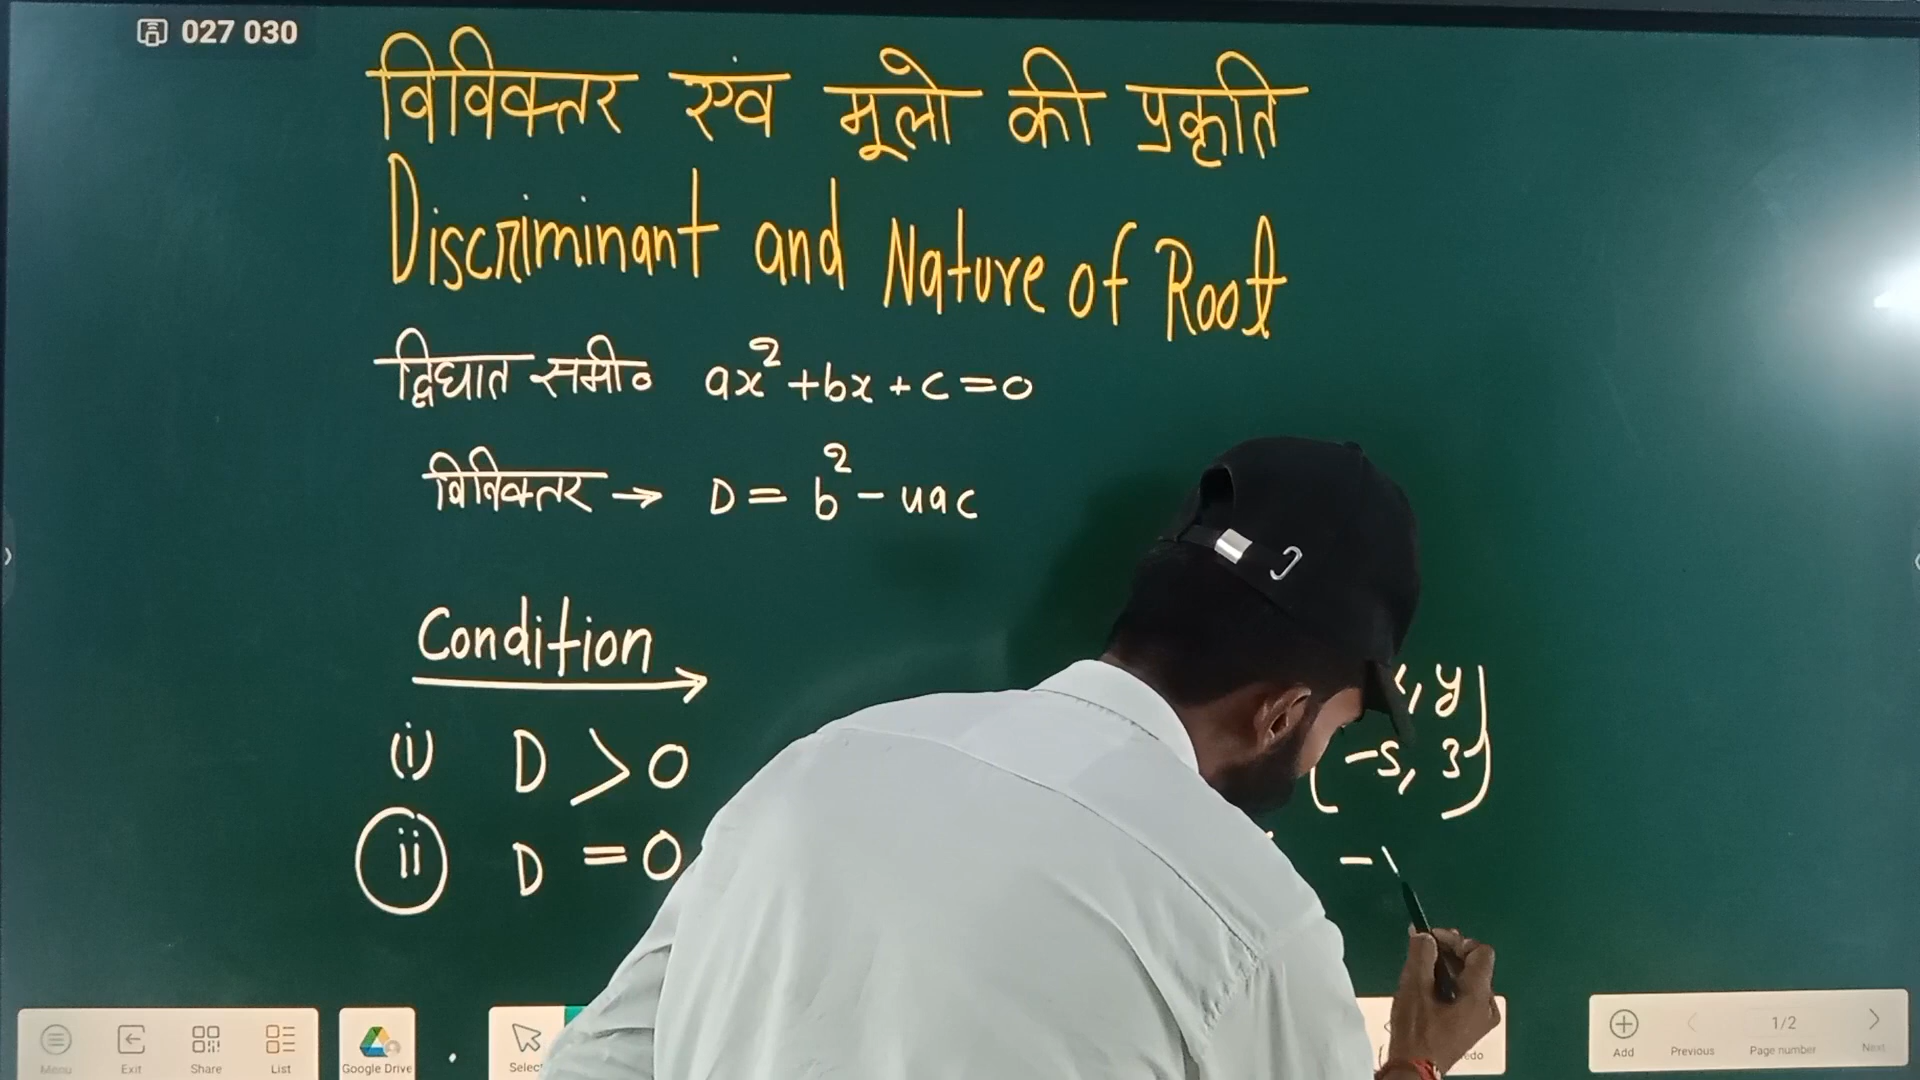 027 030
विविक्तर एवं मूलो की प्रकृति
Discriminant and Nature of Root
द्विघात समी० ax²+bx+c=0
विविक्तर → D = b²-4ac
Condition
, y)
(i) D > 0
(-5, 3)
(ii) D = 0
Menu Exit Share List Google Drive Select Add Previous 1/2 Page number Next